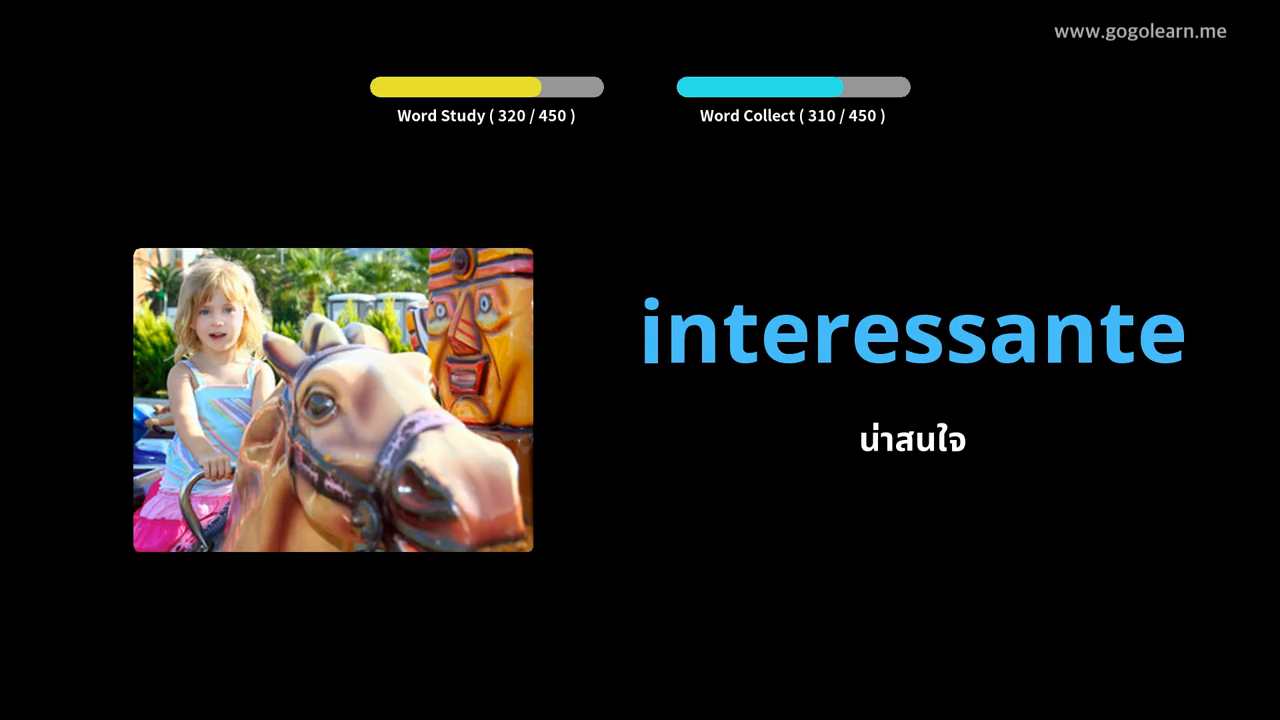 www.gogolearn.me
Word Study ( 320 / 450 )
Word Collect ( 310 / 450 )
interessante
น่าสนใจ